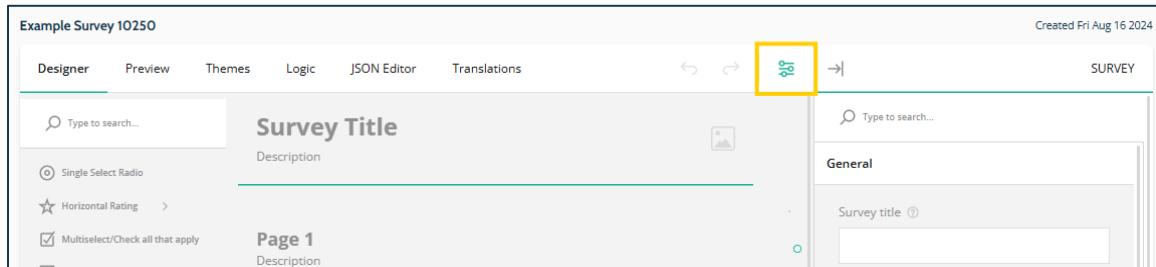 Example Survey 10250
Created Fri Aug 16 2024
Designer Preview Themes Logic JSON Editor Translations SURVEY
Type to search...
Survey Title
Description
Single Select Radio
Horizontal Rating
Multiselect/Check all that apply
Page 1
Description
Type to search...
General
Survey title